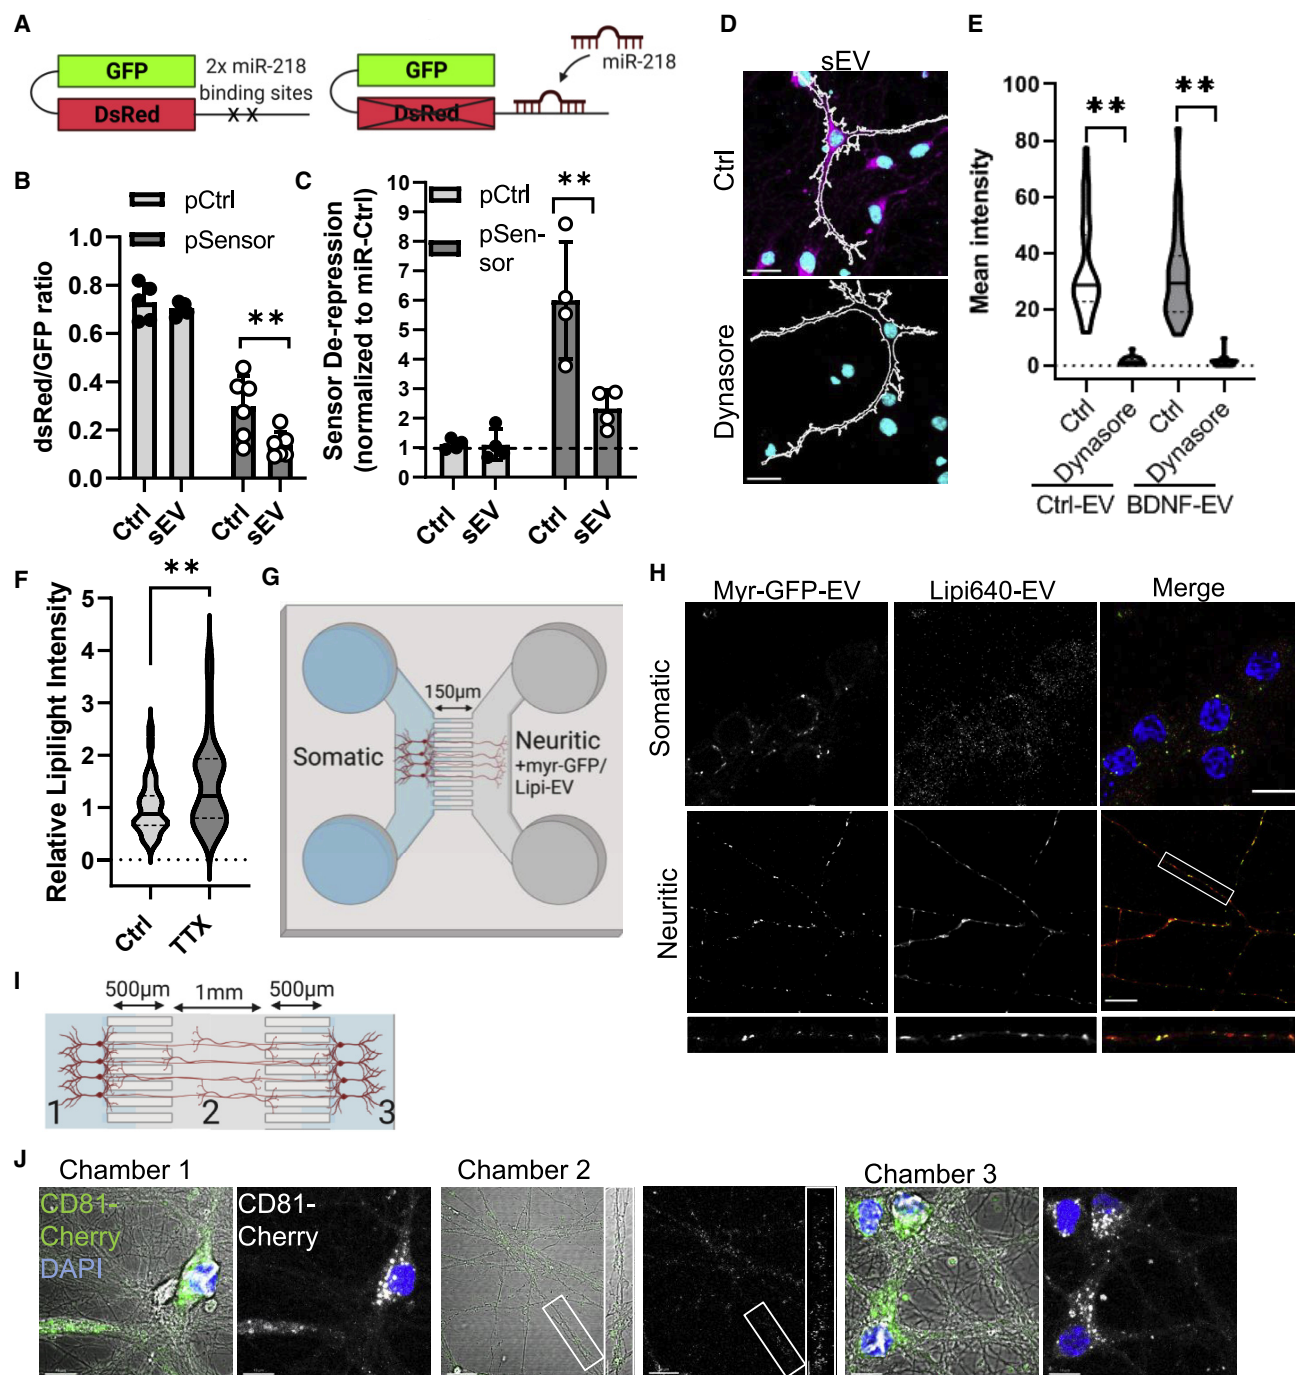 A
GFP
DsRed
2x miR-218
binding sites
X X
GFP
DsRed
miR-218
B
pCtrl
pSensor
dsRed/GFP ratio
1.0
0.8
0.6
0.4
0.2
0.0
**
Ctrl
sEV
Ctrl
sEV
C
pCtrl
pSen-
sor
Sensor De-repression
(normalized to miR-Ctrl)
10
9
8
7
6
5
4
3
2
1
0
**
Ctrl
sEV
Ctrl
sEV
D
sEV
Ctrl
Dynasore
E
Mean intensity
100
80
60
40
20
0
**
**
Ctrl
Dynasore
Ctrl
Dynasore
Ctrl-EV
BDNF-EV
F
Relative Lipilight Intensity
5
4
3
2
1
0
**
Ctrl
TTX
G
150µm
Somatic
Neuritic
+myr-GFP/
Lipi-EV
H
Myr-GFP-EV
Lipi640-EV
Merge
Somatic
Neuritic
I
500µm
1mm
500µm
1
2
3
J
Chamber 1
Chamber 2
Chamber 3
CD81-
Cherry
DAPI
CD81-
Cherry